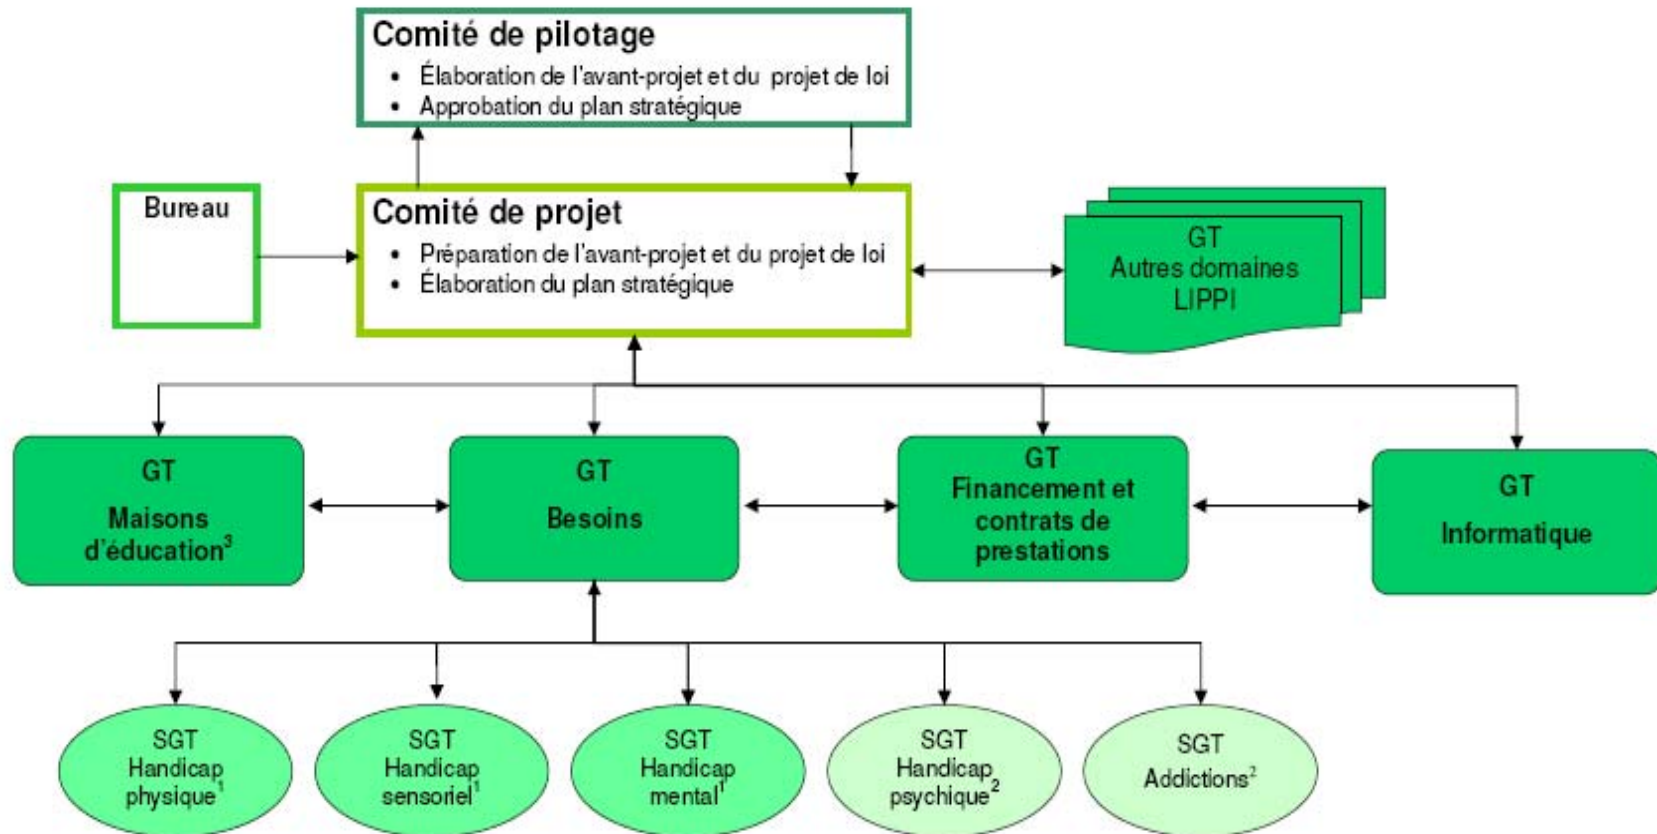 Comité de pilotage
• Élaboration de l'avant-projet et du projet de loi
• Approbation du plan stratégique
Bureau
Comité de projet
• Préparation de l'avant-projet et du projet de loi
• Élaboration du plan stratégique
GT
Autres domaines
LIPPI
GT
Maisons
d'éducation³
GT
Besoins
GT
Financement et
contrats de
prestations
GT
Informatique
SGT
Handicap
physique¹
SGT
Handicap
sensoriel¹
SGT
Handicap
mental¹
SGT
Handicap
psychique²
SGT
Addictions²